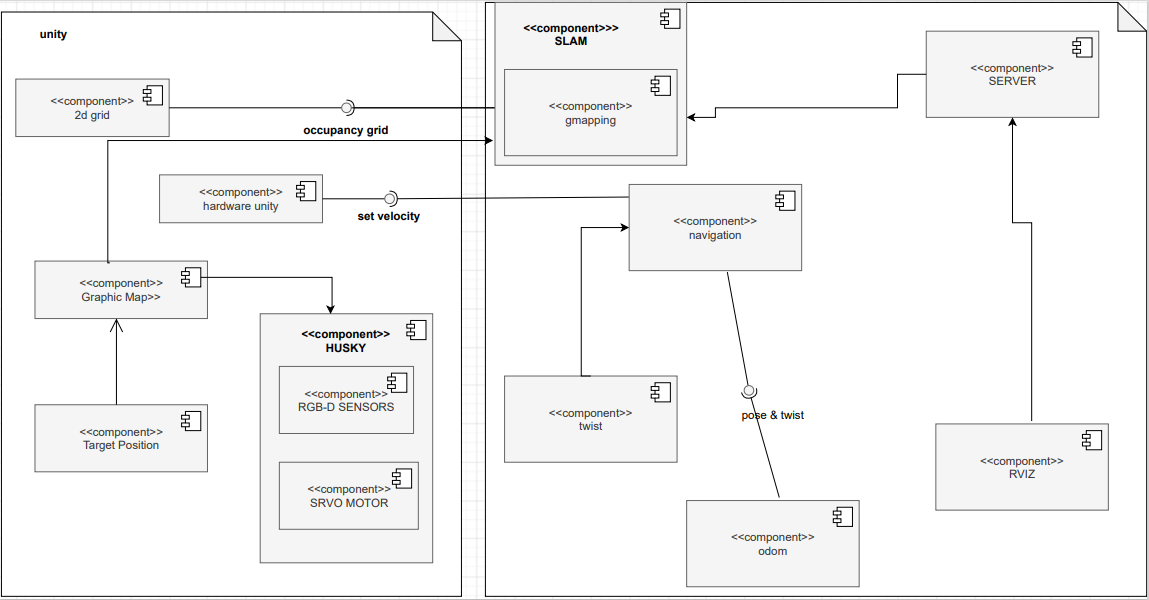 unity
<<component>>
2d grid
occupancy grid
<<component>>
hardware unity
set velocity
<<component>>
Graphic Map>>
<<component>>
Target Position
<<component>>
HUSKY
<<component>>
RGB-D SENSORS
<<component>>
SRVO MOTOR
<<component>>>
SLAM
<<component>>
gmapping
<<component>>
SERVER
<<component>>
navigation
<<component>>
twist
pose & twist
<<component>>
odom
<<component>>
RVIZ